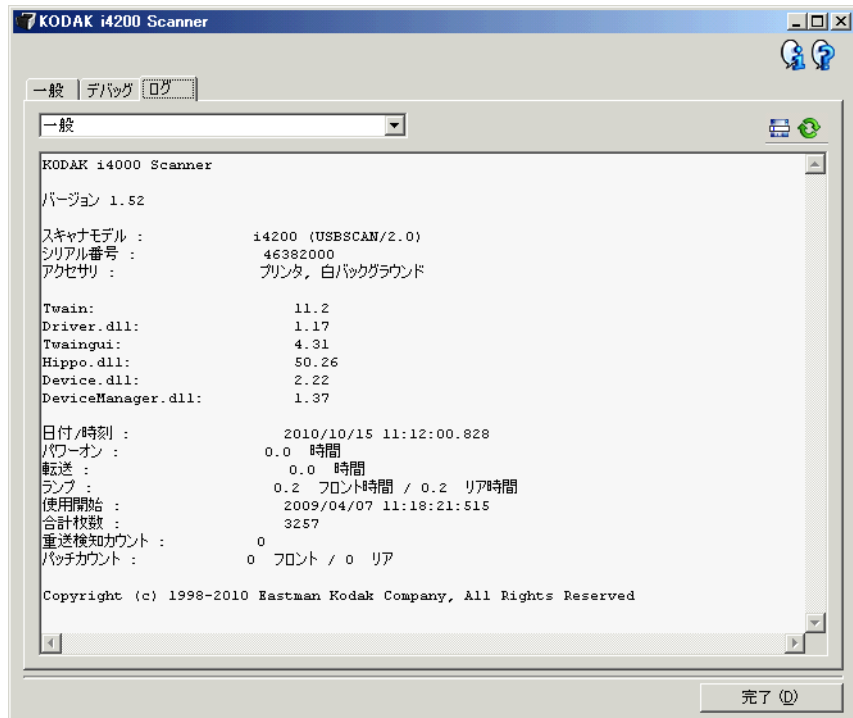 KODAK i4200 Scanner
一般 デバッグ ログ
一般
KODAK i4000 Scanner
バージョン 1.52
スキャナモデル : i4200 (USBSCAN/2.0)
シリアル番号 : 46382000
アクセサリ : プリンタ, 白バックグラウンド
Twain: 11.2
Driver.dll: 1.17
Twaingui: 4.31
Hippo.dll: 50.26
Device.dll: 2.22
DeviceManager.dll: 1.37
日付/時刻 : 2010/10/15 11:12:00.828
パワーオン : 0.0 時間
転送 : 0.0 時間
ランプ : 0.2 フロント時間 / 0.2 リア時間
使用開始 : 2009/04/07 11:18:21:515
合計枚数 : 3257
重送検知カウント : 0
パッチカウント : 0 フロント / 0 リア
Copyright (c) 1998-2010 Eastman Kodak Company, All Rights Reserved
完了 (D)